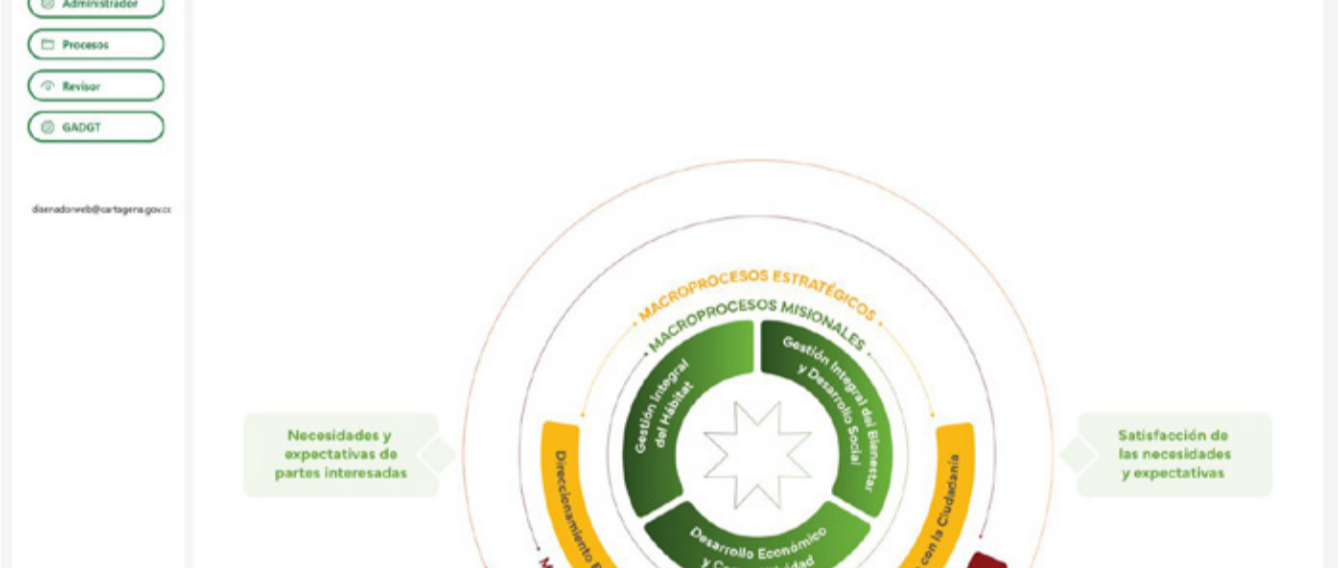 Administrador
Procesos
Revisor
GADGT
disenadorweb@cartagena.gov.cc
MACROPROCESOS ESTRATÉGICOS
MACROPROCESOS MISIONALES
Gestión Integral
del Hábitat
Gestión Integral del Bienestar
y Desarrollo Social
Necesidades y
expectativas de
partes interesadas
Satisfacción de
las necesidades
y expectativas
Direccionamiento
con la Ciudadanía
Desarrollo Económico
y
M